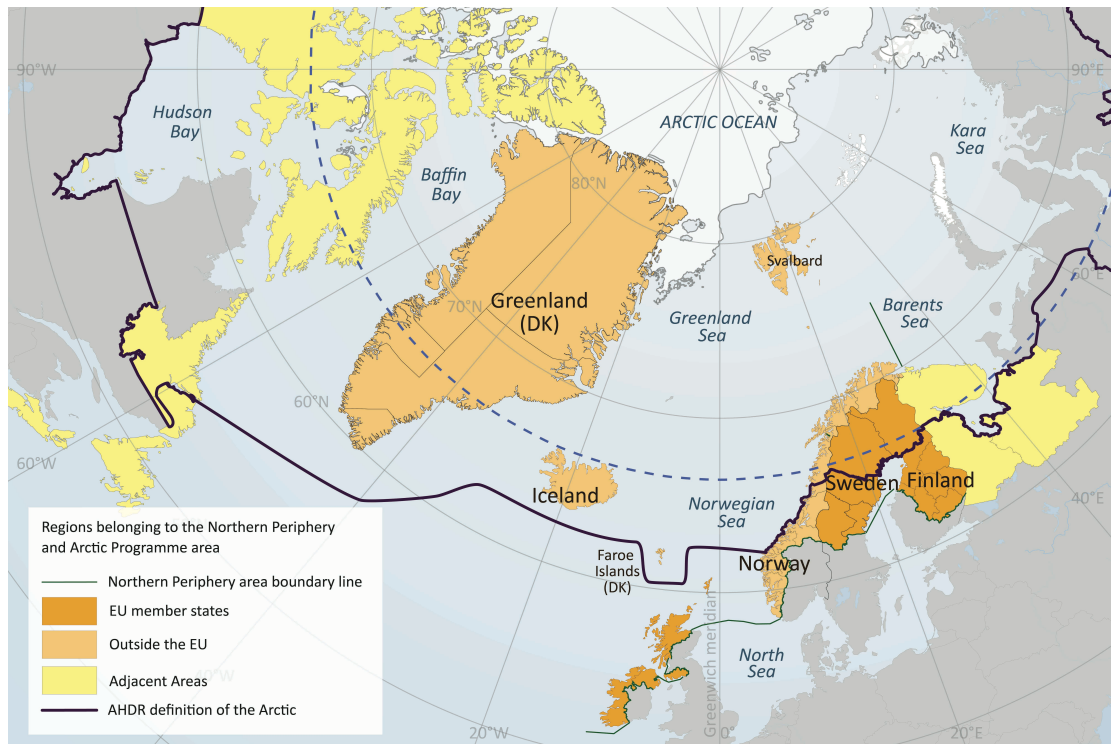 90°W
90°E
Hudson
Bay
ARCTIC OCEAN
Kara
Sea
Baffin
Bay
80°N
Svalbard
60°E
Greenland
(DK)
70°N
Barents
Sea
Greenland
Sea
60°N
60°W
Sweden
Finland
Iceland
40°E
Norwegian
Sea
Faroe
Islands
(DK)
Norway
Regions belonging to the Northern Periphery
and Arctic Programme area
Northern Periphery area boundary line
EU member states
Outside the EU
Adjacent Areas
AHDR definition of the Arctic
40°W
North
Sea
Greenwich meridian
20°W
0°
20°E